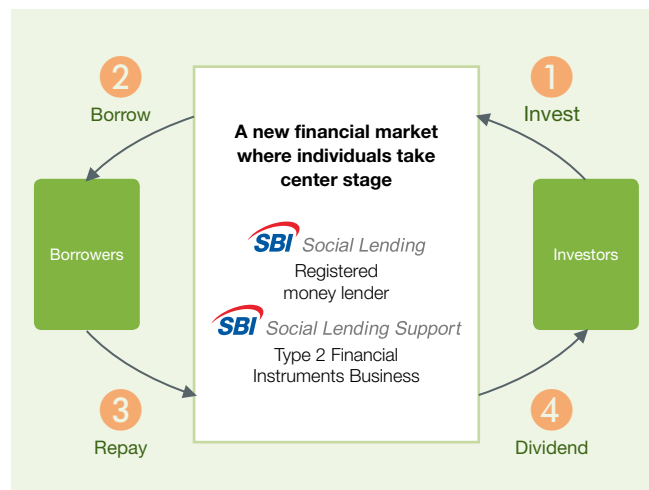 2
Borrow
1
Invest
A new financial market
where individuals take
center stage
Borrowers
SBI Social Lending
Registered
money lender
SBI Social Lending Support
Type 2 Financial
Instruments Business
Investors
3
Repay
4
Dividend